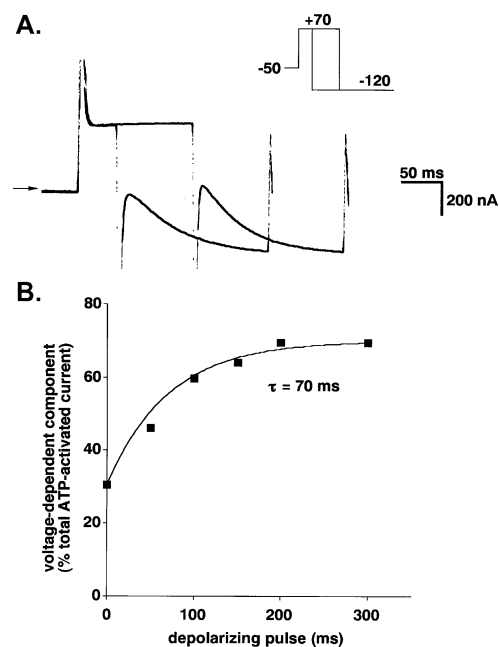 A.
+70
-50
-120
50 ms
200 nA
B.
80
60
40
20
0
voltage-dependent component
(% total ATP-activated current)
τ = 70 ms
0
100
200
300
depolarizing pulse (ms)